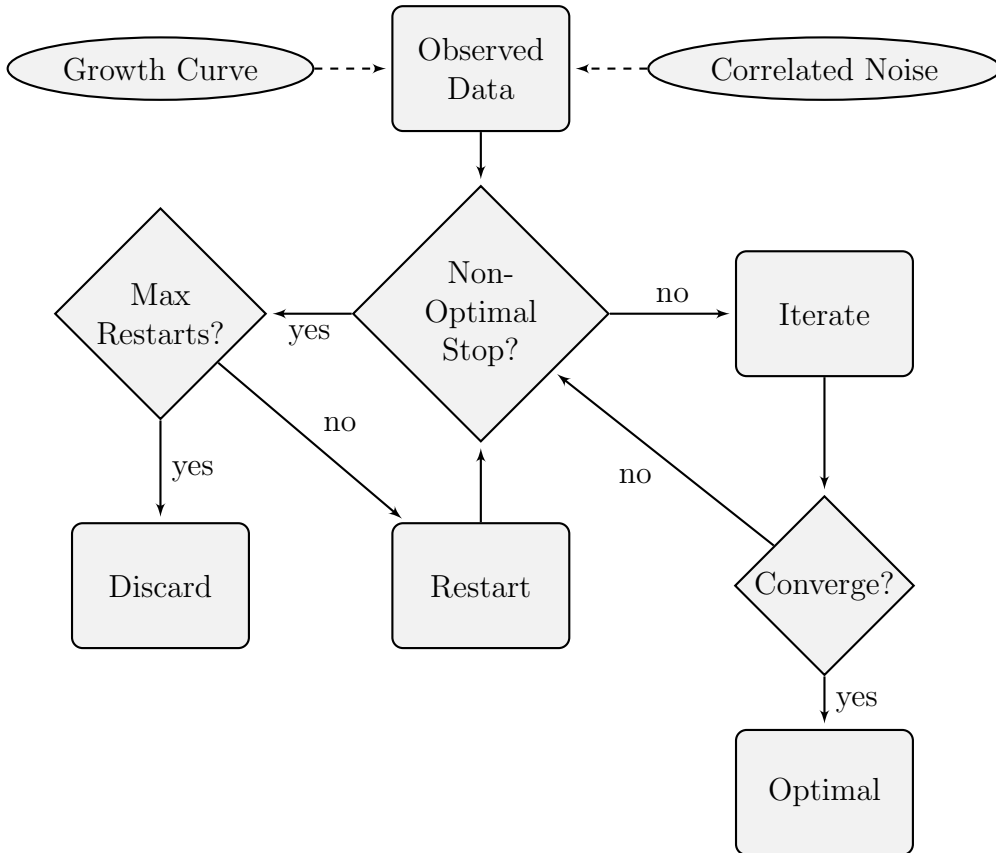 Growth Curve
Observed
Data
Correlated Noise
Max
Restarts?
yes
Non-
Optimal
Stop?
no
Iterate
yes
no
no
Discard
Restart
Converge?
yes
Optimal